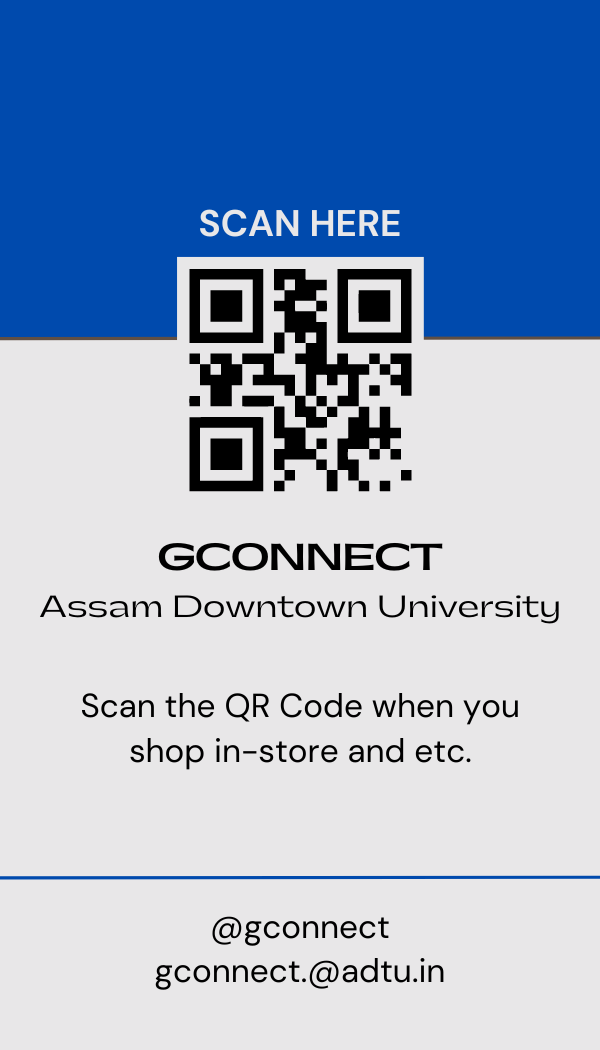 SCAN HERE
GCONNECT
Assam Downtown University
Scan the QR Code when you
shop in-store and etc.
@gconnect
gconnect.@adtu.in